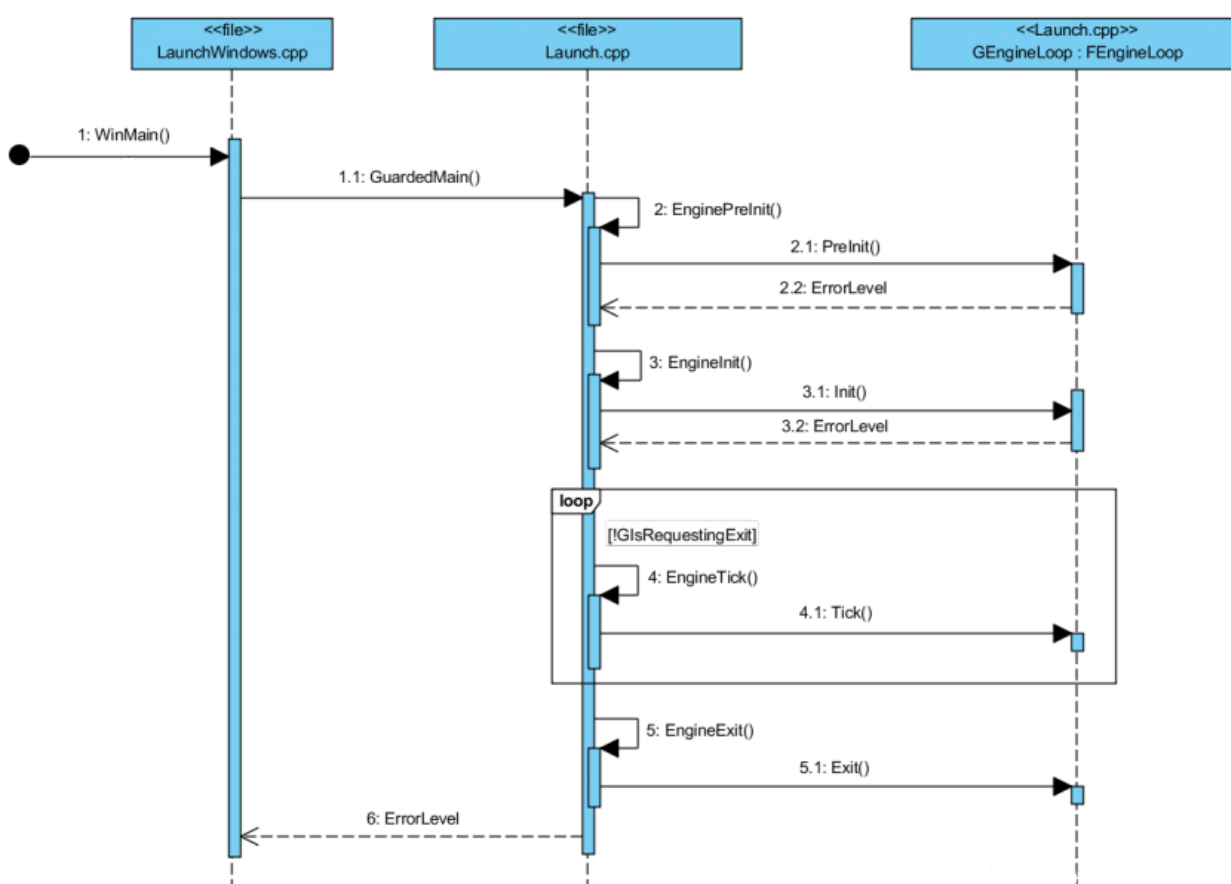 <<file>>
LaunchWindows.cpp
<<file>>
Launch.cpp
<<Launch.cpp>>
GEngineLoop : FEngineLoop
1: WinMain()
1.1: GuardedMain()
2: EnginePreInit()
2.1: PreInit()
2.2: ErrorLevel
3: EngineInit()
3.1: Init()
3.2: ErrorLevel
loop
[!GIsRequestingExit]
4: EngineTick()
4.1: Tick()
5: EngineExit()
5.1: Exit()
6: ErrorLevel